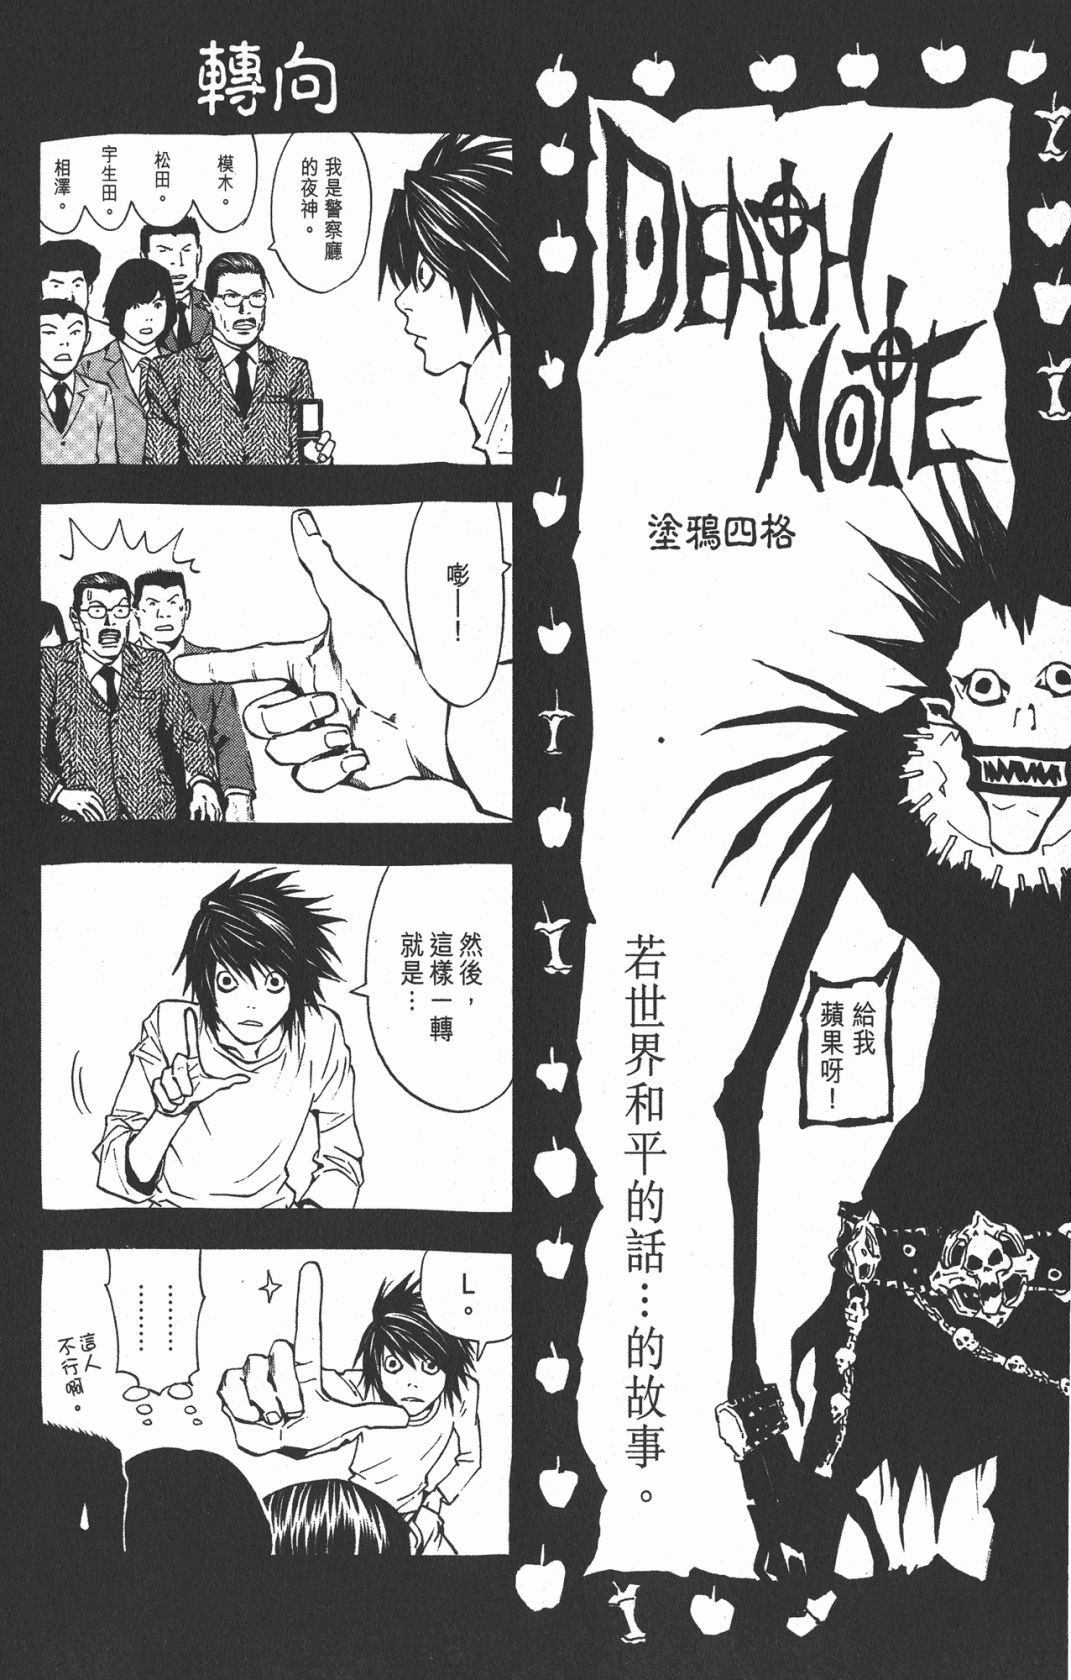 DEATH
NOTE
塗鴉四格
給我
蘋果呀！
若世界和平的話…的故事。
轉向
我是警察廳
的夜神。
模木。
松田。
宇生田。
相澤。
嘭——！
然後，
這樣一轉
就是…
L。
………
………
這人
不行啊。